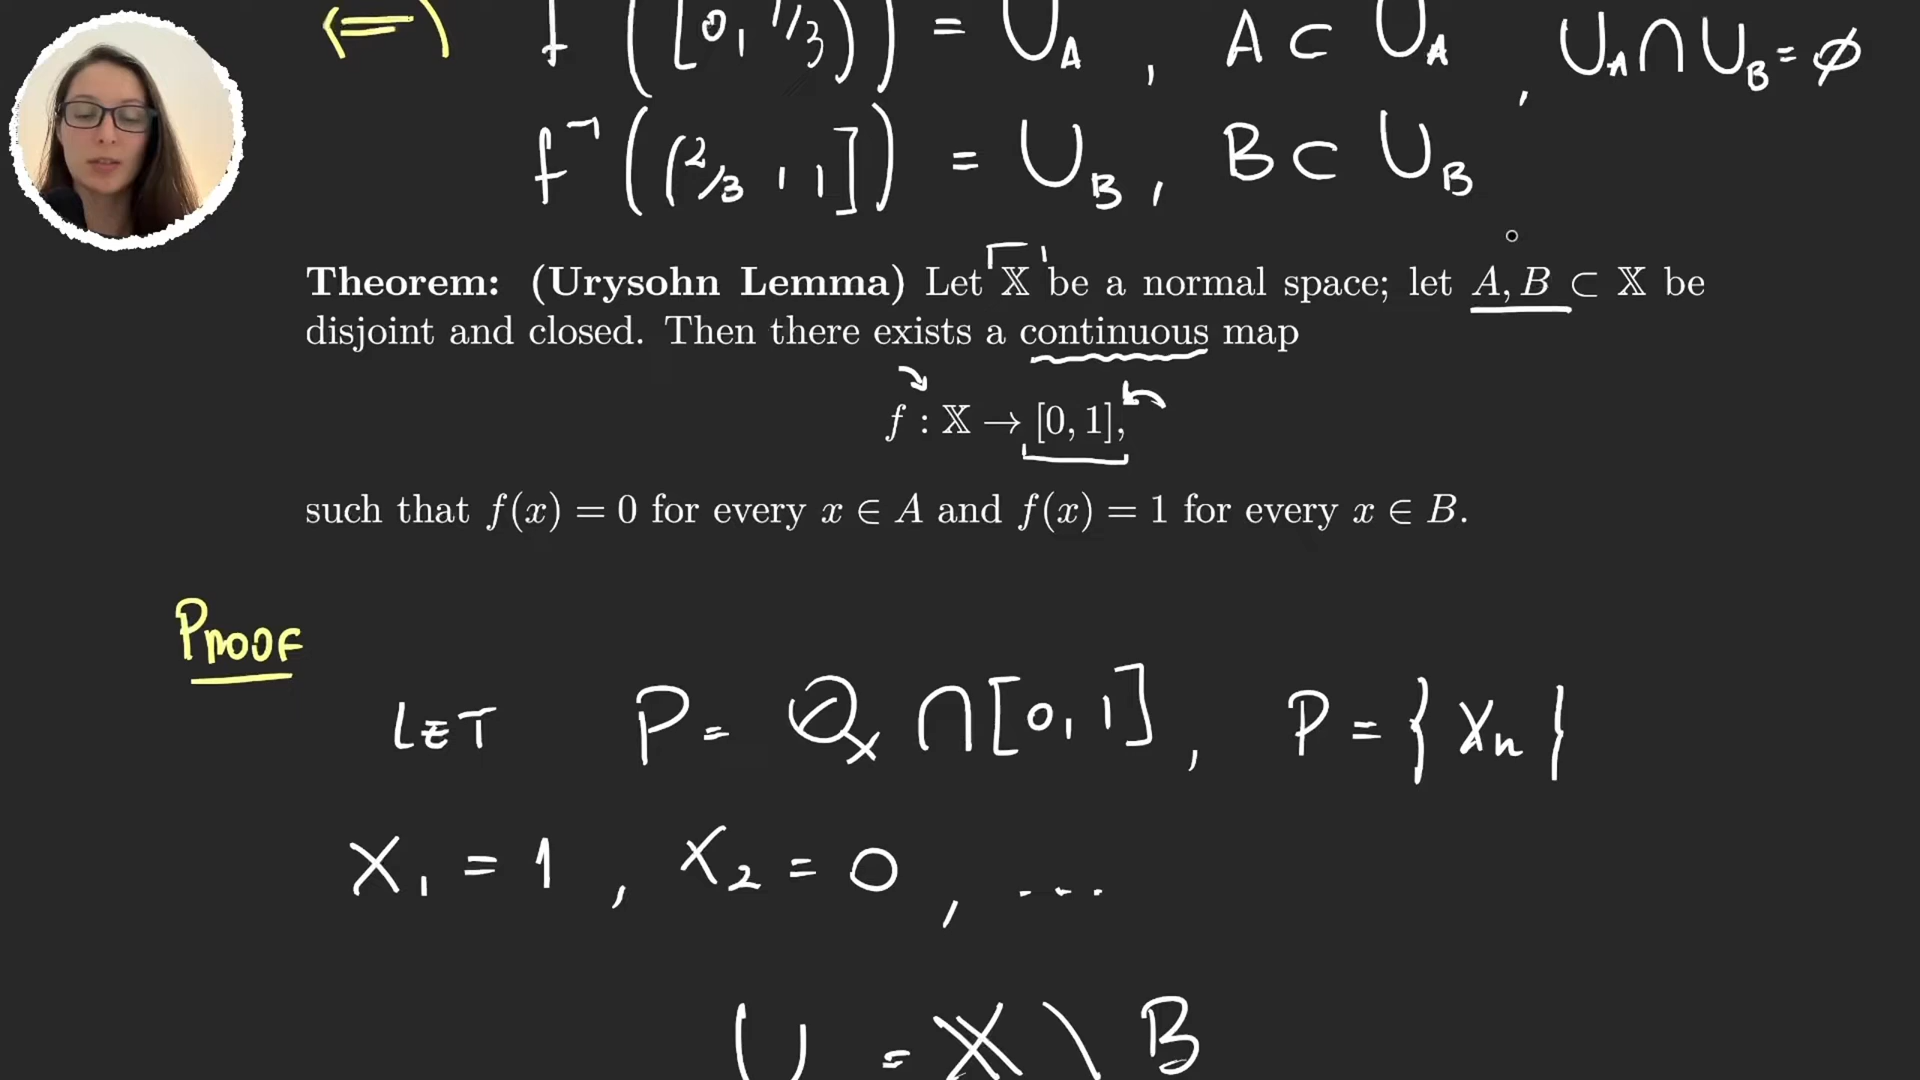 (⇐) f ([0, 1/3)) = U_A , A ⊂ U_A , U_A ∩ U_B = ∅
f⁻¹ ((2/3, 1]) = U_B , B ⊂ U_B
Theorem: (Urysohn Lemma) Let 𝕏 be a normal space; let A, B ⊂ 𝕏 be
disjoint and closed. Then there exists a continuous map
f : 𝕏 → [0, 1],
such that f(x) = 0 for every x ∈ A and f(x) = 1 for every x ∈ B.
PROOF
LET P = ℚ ∩ [0, 1] , P = { x_n }
x_1 = 1 , x_2 = 0 , ...
U = 𝕏 \ B